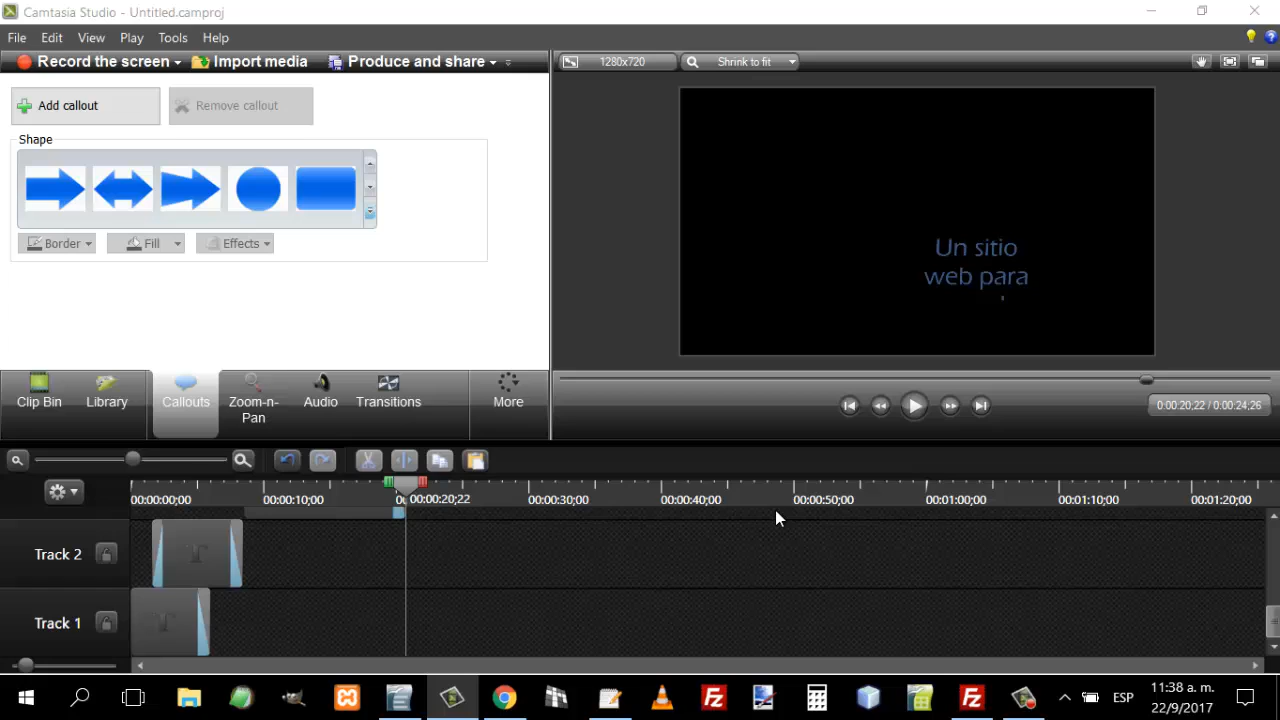 Camtasia Studio - Untitled.camproj
File Edit View Play Tools Help
Record the screen Import media Produce and share
1280x720 Shrink to fit
Add callout Remove callout
Shape
Border Fill Effects
Un sitio
web para
Clip Bin Library Callouts Zoom-n-Pan Audio Transitions More
0:00:20;22 / 0:00:24;26
00:00:00;00 00:00:10;00 00:00:20;22 00:00:30;00 00:00:40;00 00:00:50;00 00:01:00;00 00:01:10;00 00:01:20;00
Track 2
Track 1
ESP
11:38 a. m.
22/9/2017